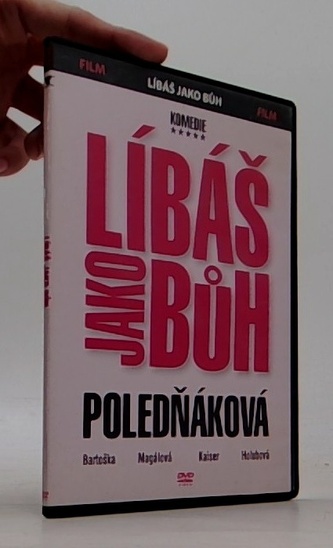 FILM
LÍBÁŠ JAKO BŮH
FILM
KOMEDIE
★★★★★
LÍBÁŠ
JAKO
BŮH
POLEDŇÁKOVÁ
Bartoška Magálová Kaiser Holubová
DVD